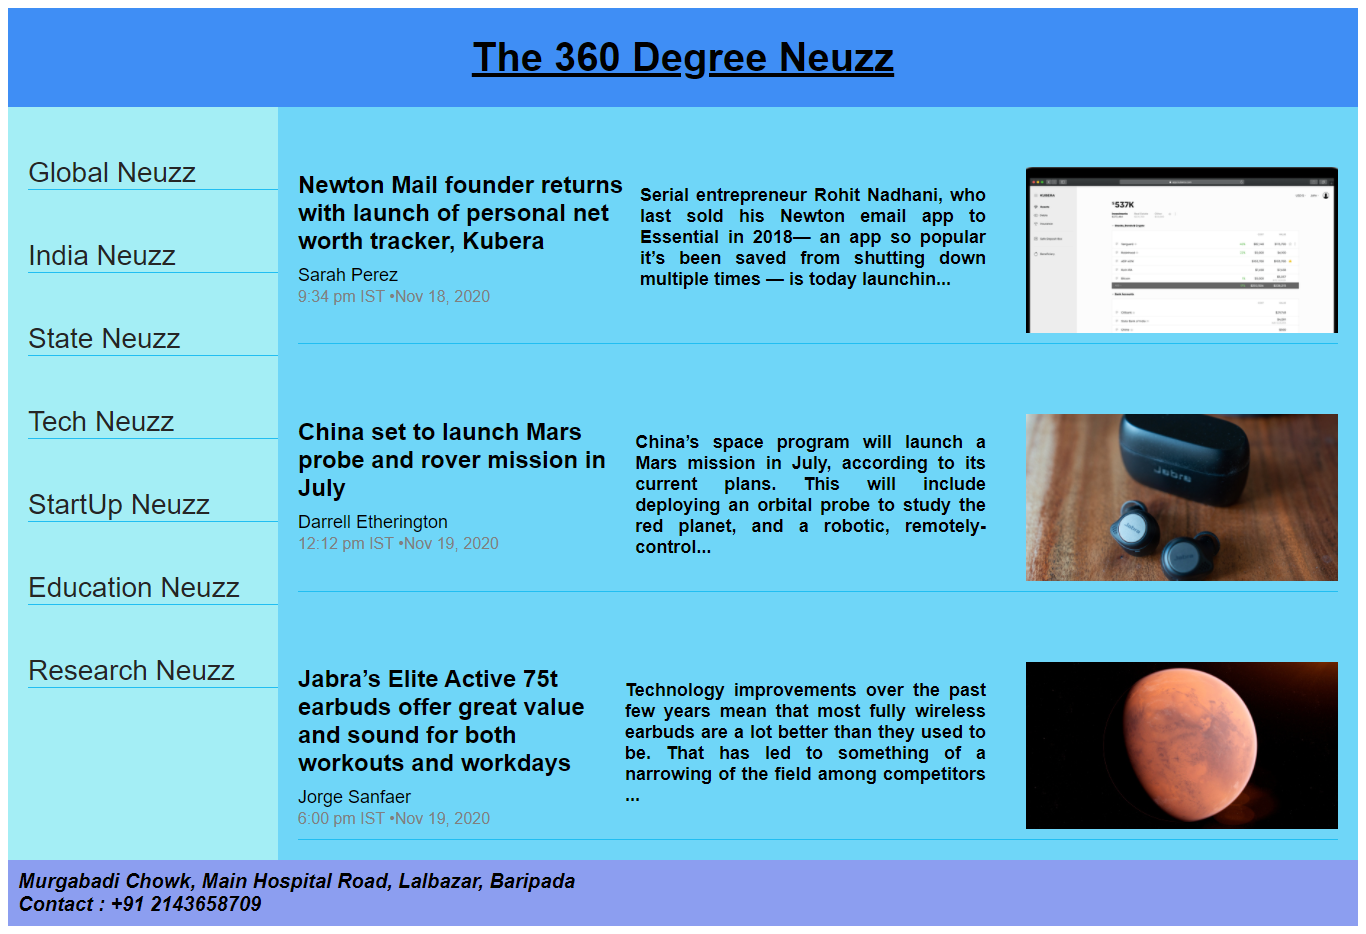 The 360 Degree Neuzz
Global Neuzz
India Neuzz
State Neuzz
Tech Neuzz
StartUp Neuzz
Education Neuzz
Research Neuzz
Newton Mail founder returns
with launch of personal net
worth tracker, Kubera
Sarah Perez
9:34 pm IST •Nov 18, 2020
Serial entrepreneur Rohit Nadhani, who
last sold his Newton email app to
Essential in 2018— an app so popular
it’s been saved from shutting down
multiple times — is today launchin...
KUBERA
537K
China set to launch Mars
probe and rover mission in
July
Darrell Etherington
12:12 pm IST •Nov 19, 2020
China’s space program will launch a
Mars mission in July, according to its
current plans. This will include
deploying an orbital probe to study the
red planet, and a robotic, remotely-
control...
Jabra
Jabra’s Elite Active 75t
earbuds offer great value
and sound for both
workouts and workdays
Jorge Sanfaer
6:00 pm IST •Nov 19, 2020
Technology improvements over the past
few years mean that most fully wireless
earbuds are a lot better than they used to
be. That has led to something of a
narrowing of the field among competitors
...
Murgabadi Chowk, Main Hospital Road, Lalbazar, Baripada
Contact : +91 2143658709